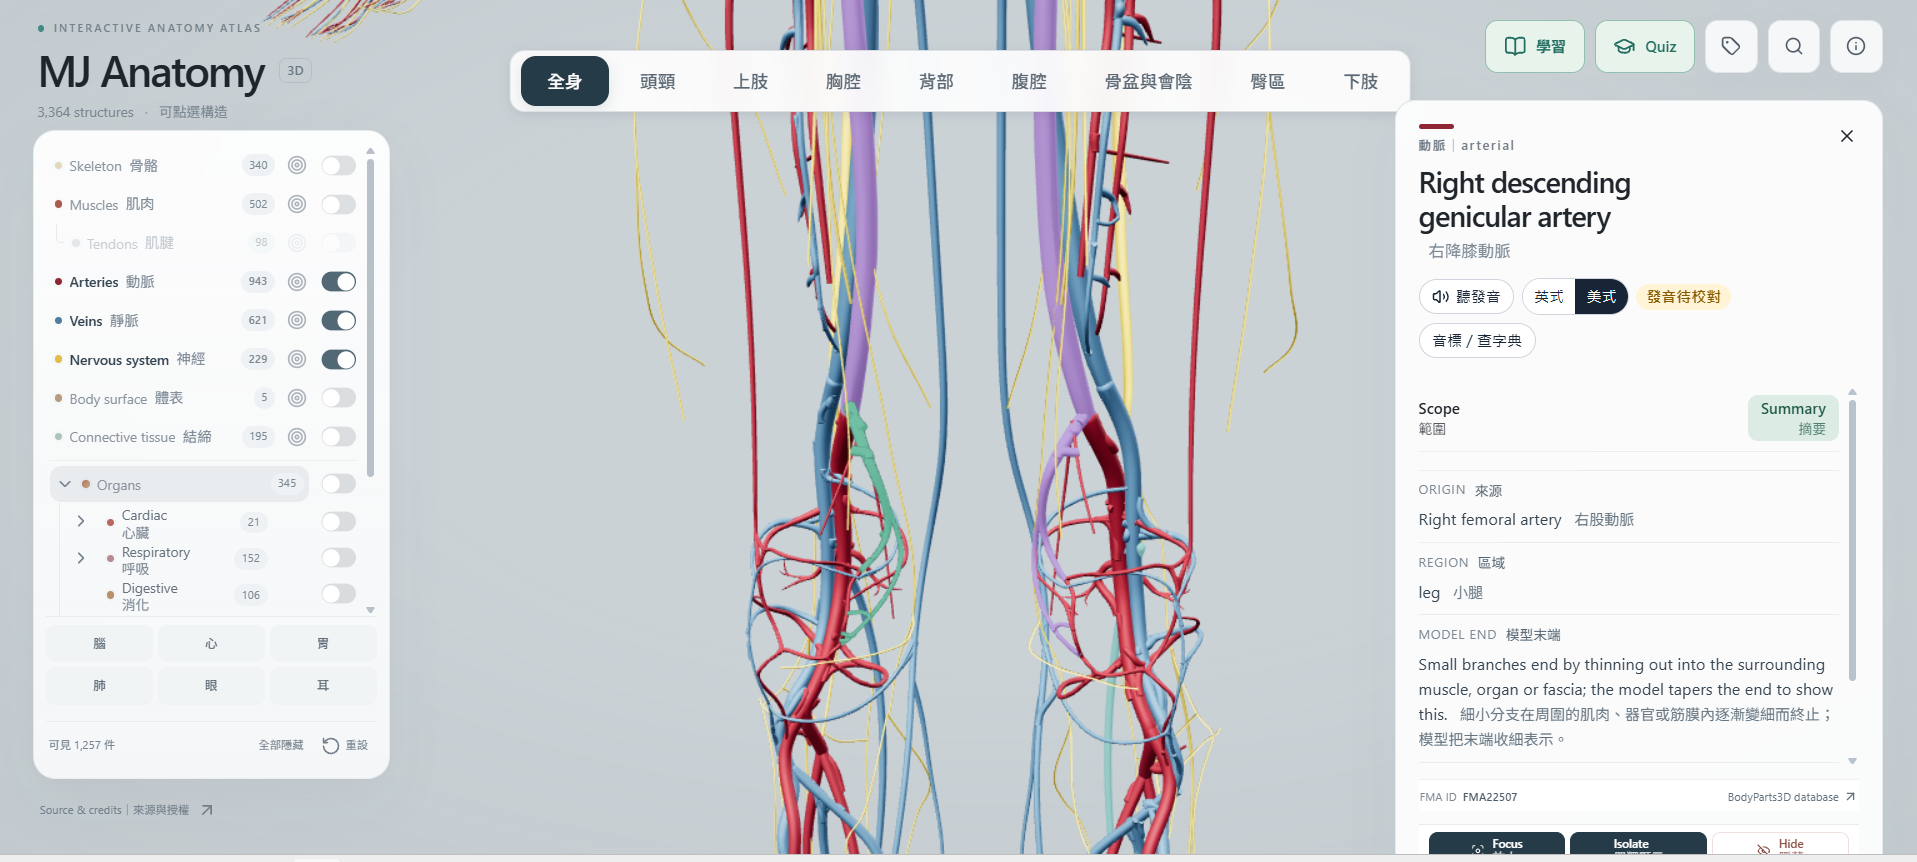 INTERACTIVE ANATOMY ATLAS
MJ Anatomy 3D
3,364 structures · 可點選構造
Skeleton 骨骼 340
Muscles 肌肉 502
Tendons 肌腱 98
Arteries 動脈 943
Veins 靜脈 621
Nervous system 神經 229
Body surface 體表 5
Connective tissue 結締 195
Organs 345
Cardiac 21
心臟
Respiratory 152
呼吸
Digestive 106
消化
腦 心 胃
肺 眼 耳
可見 1,257 件 全部隱藏 重設
Source & credits | 來源與授權
全身 頭頸 上肢 胸腔 背部 腹腔 骨盆與會陰 臀區 下肢
學習 Quiz
動脈 | arterial
Right descending
genicular artery
右降膝動脈
聽發音 英式 美式 發音待校對
音標 / 查字典
Scope Summary
範圍 摘要
ORIGIN 來源
Right femoral artery 右股動脈
REGION 區域
leg 小腿
MODEL END 模型末端
Small branches end by thinning out into the surrounding
muscle, organ or fascia; the model tapers the end to show
this. 細小分支在周圍的肌肉、器官或筋膜內逐漸變細而終止；
模型把末端收細表示。
FMA ID FMA22507 BodyParts3D database
Focus Isolate Hide